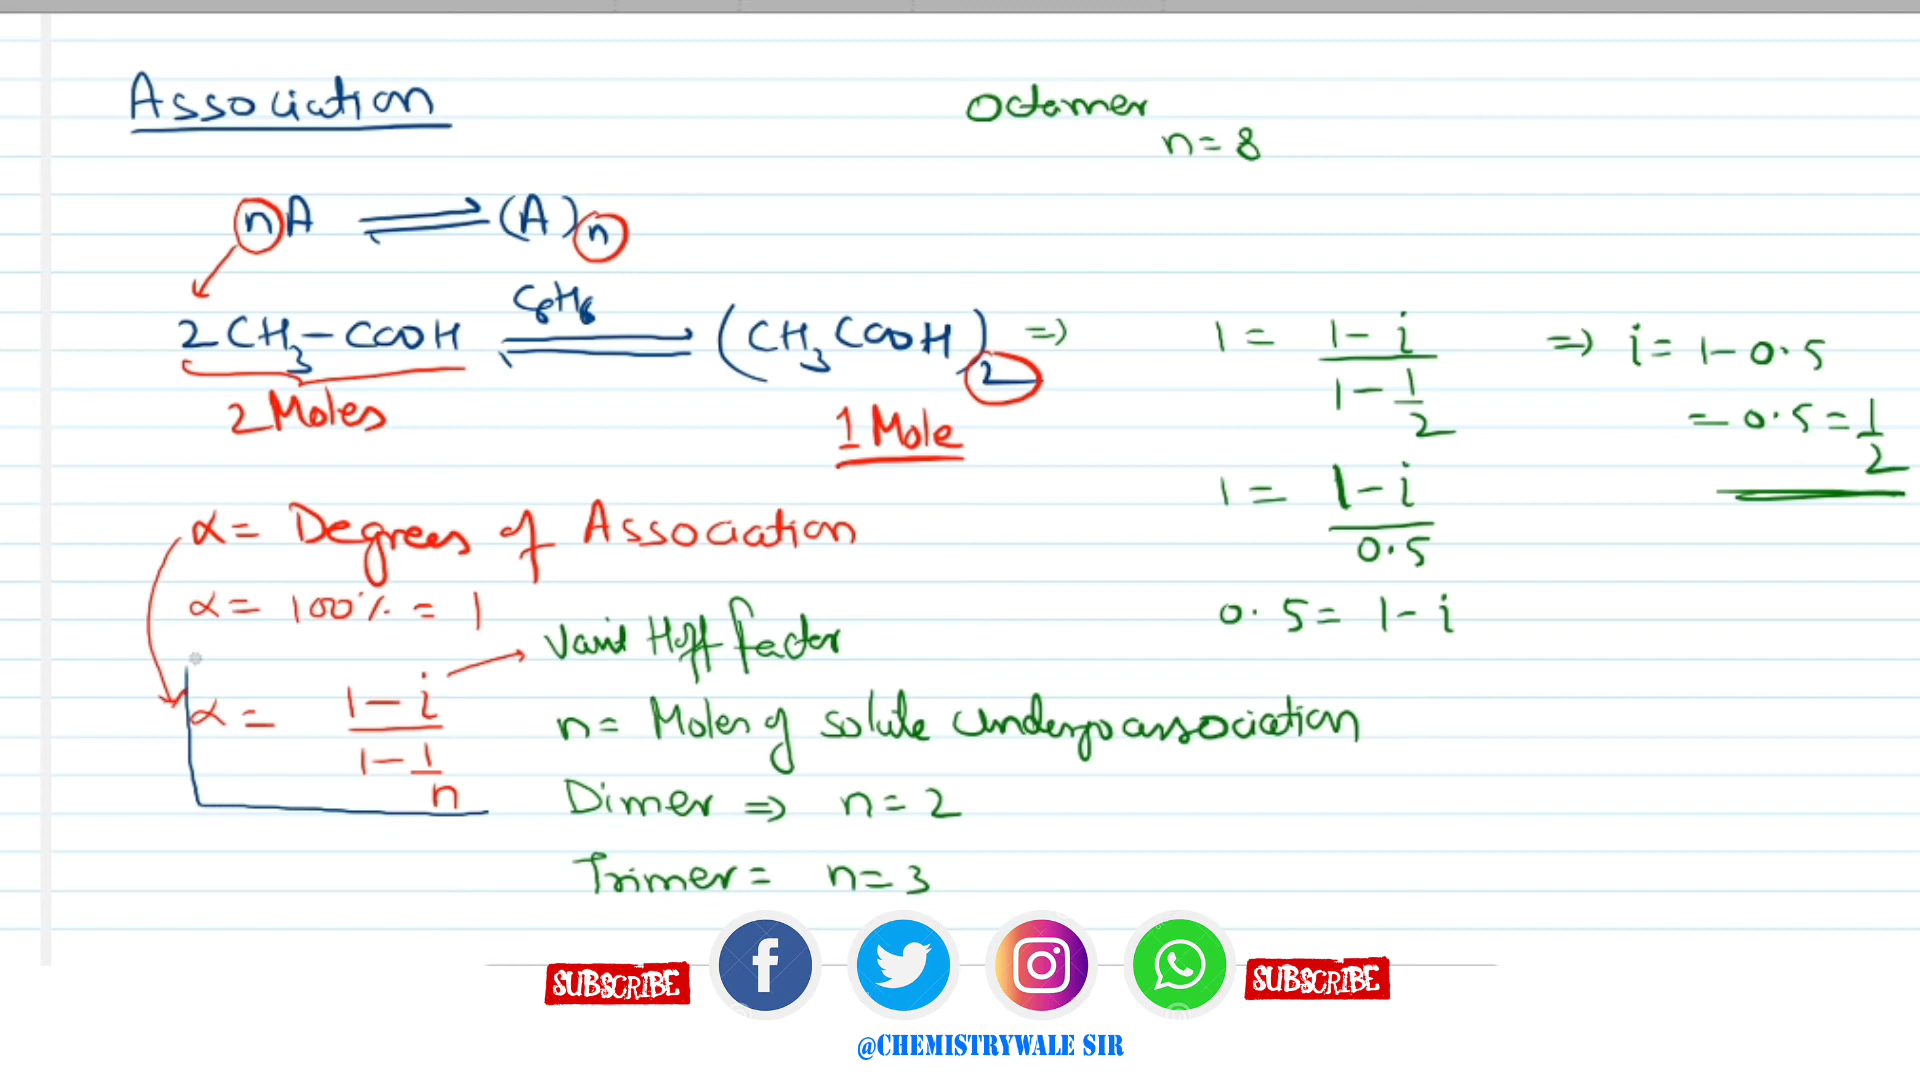 Association
Octamer
n = 8
nA ⇌ (A)n
C6H6
2CH3-COOH ⇌ (CH3COOH)2 ⇒
2 Moles
1 Mole
1 = 1-i / 1-1/2
⇒ i = 1-0.5
= 0.5 = 1/2
1 = 1-i / 0.5
0.5 = 1-i
α = Degrees of Association
α = 100% = 1
Vant Hoff factor
α = 1-i / 1-1/n
n = Moles of solute undergo association
Dimer ⇒ n = 2
Trimer = n = 3
SUBSCRIBE
SUBSCRIBE
@CHEMISTRYWALE SIR